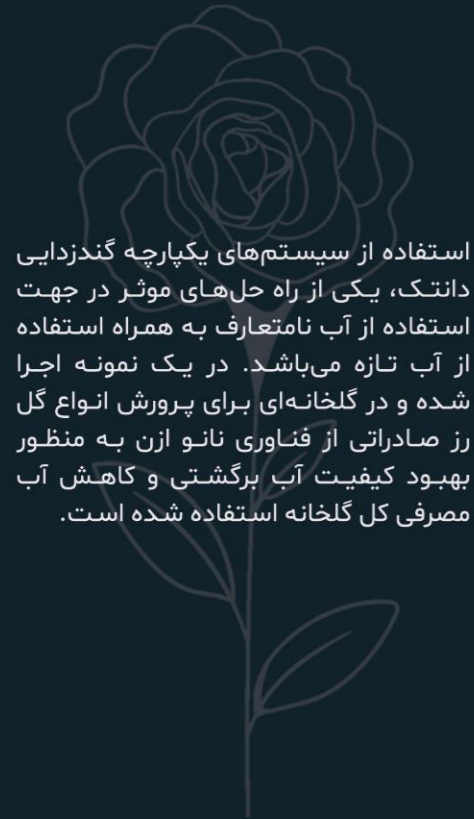 استفاده از سیستم‌های یکپارچه گندزدایی
دانتک، یکی از راه حل‌های موثر در جهت
استفاده از آب نامتعارف به همراه استفاده
از آب تازه می‌باشد. در یک نمونه اجرا
شده و در گلخانه‌ای برای پرورش انواع گل
رز صادراتی از فناوری نانو ازن به منظور
بهبود کیفیت آب برگشتی و کاهش آب
مصرفی کل گلخانه استفاده شده است.